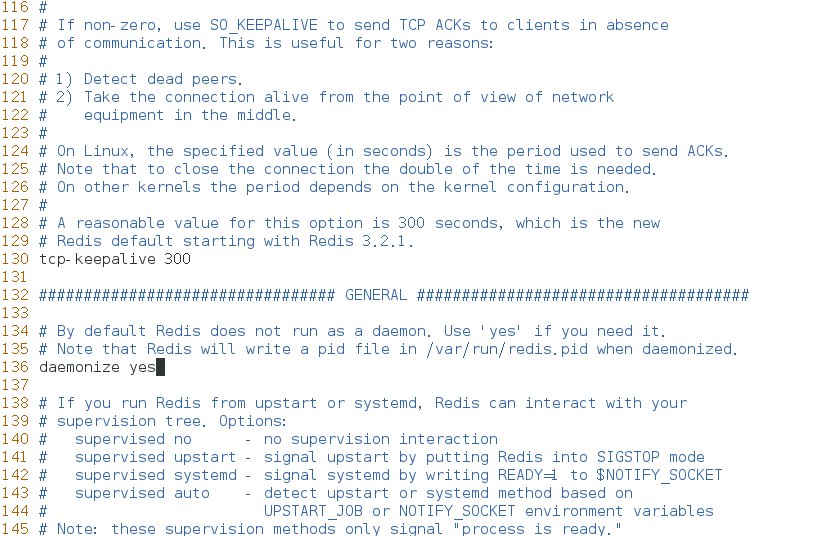 116 #
117 # If non-zero, use SO_KEEPALIVE to send TCP ACKs to clients in absence
118 # of communication. This is useful for two reasons:
119 #
120 # 1) Detect dead peers.
121 # 2) Take the connection alive from the point of view of network
122 #    equipment in the middle.
123 #
124 # On Linux, the specified value (in seconds) is the period used to send ACKs.
125 # Note that to close the connection the double of the time is needed.
126 # On other kernels the period depends on the kernel configuration.
127 #
128 # A reasonable value for this option is 300 seconds, which is the new
129 # Redis default starting with Redis 3.2.1.
130 tcp-keepalive 300
131
132 ################################# GENERAL #####################################
133
134 # By default Redis does not run as a daemon. Use 'yes' if you need it.
135 # Note that Redis will write a pid file in /var/run/redis.pid when daemonized.
136 daemonize yes
137
138 # If you run Redis from upstart or systemd, Redis can interact with your
139 # supervision tree. Options:
140 #   supervised no      - no supervision interaction
141 #   supervised upstart - signal upstart by putting Redis into SIGSTOP mode
142 #   supervised systemd - signal systemd by writing READY=1 to $NOTIFY_SOCKET
143 #   supervised auto    - detect upstart or systemd method based on
144 #                        UPSTART_JOB or NOTIFY_SOCKET environment variables
145 # Note: these supervision methods only signal "process is ready."